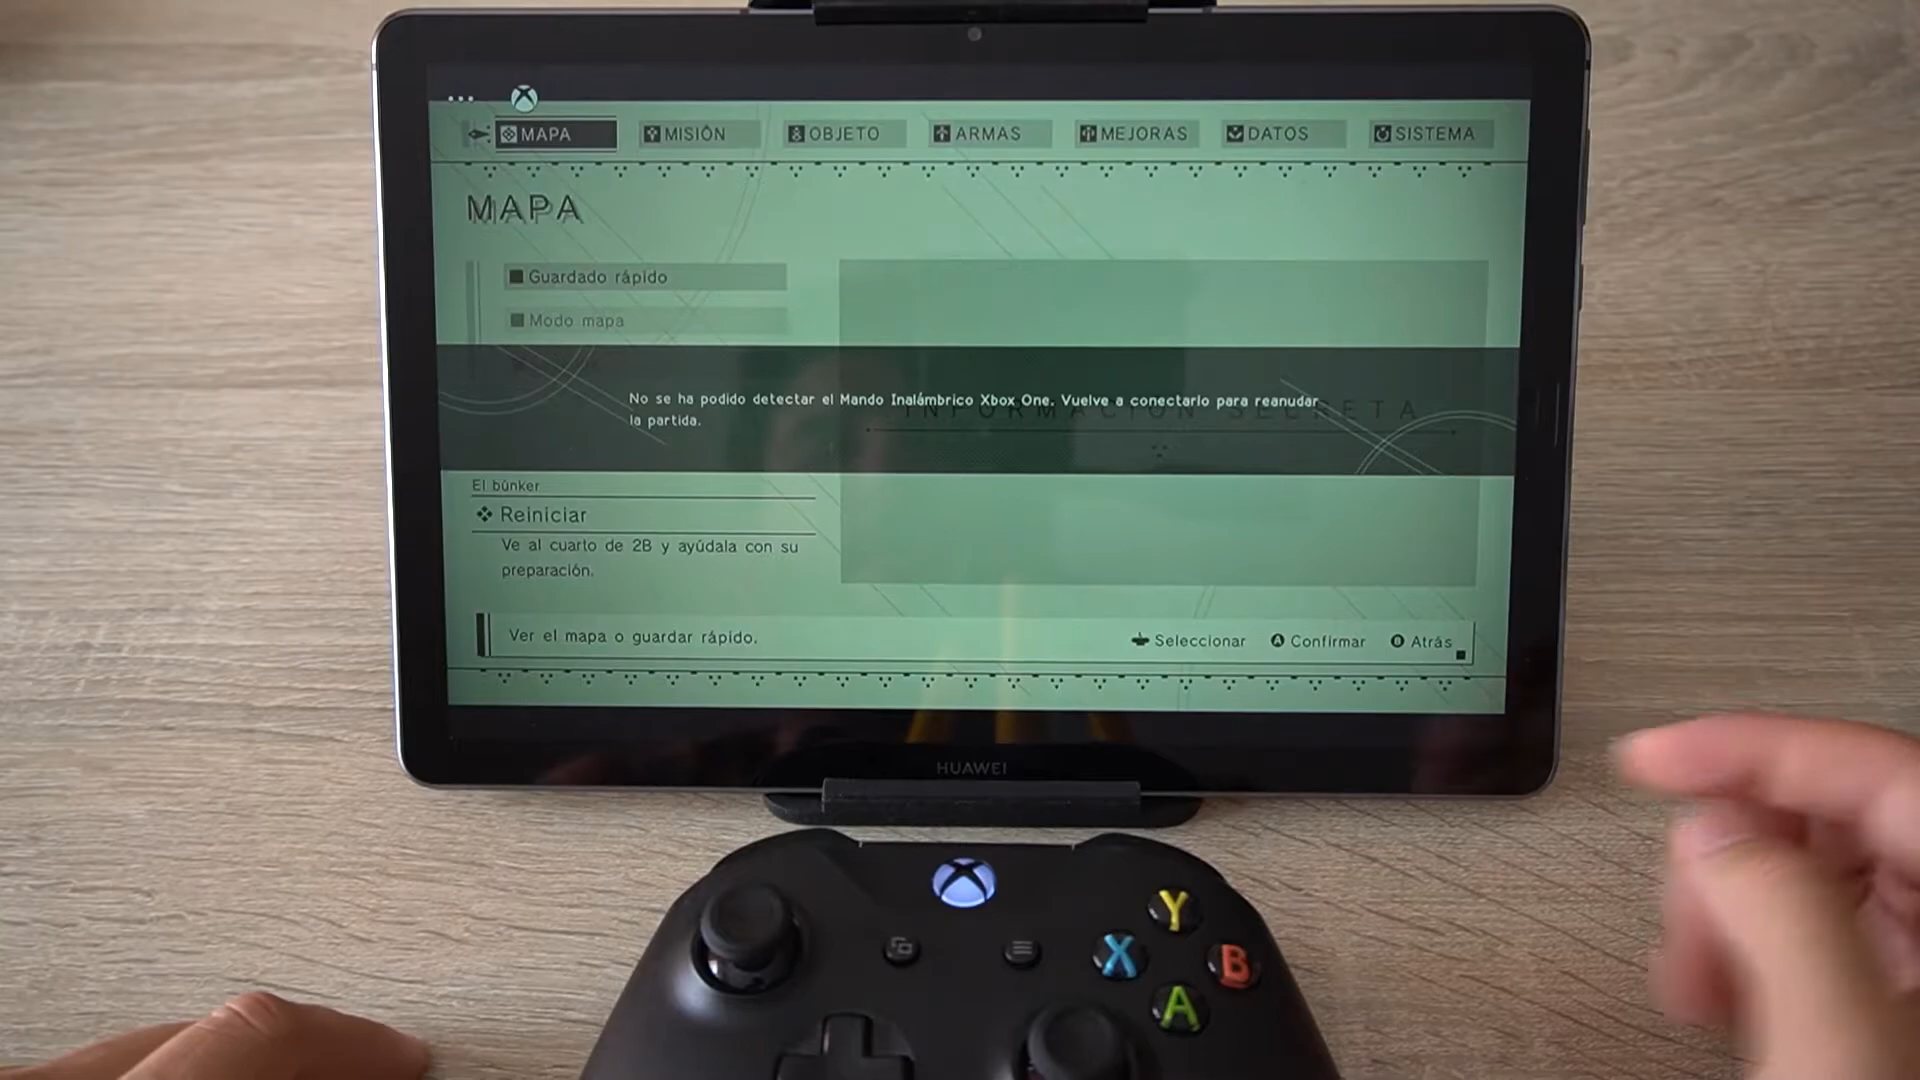 MAPA
MISIÓN
OBJETO
ARMAS
MEJORAS
DATOS
SISTEMA
MAPA
Guardado rápido
Modo mapa
No se ha podido detectar el Mando Inalámbrico Xbox One. Vuelve a conectarlo para reanudar
la partida.
INFORMACIÓN SECRETA
El búnker
Reiniciar
Ve al cuarto de 2B y ayúdala con su
preparación.
Ver el mapa o guardar rápido.
Seleccionar
A Confirmar
B Atrás
HUAWEI
Y
X
B
A